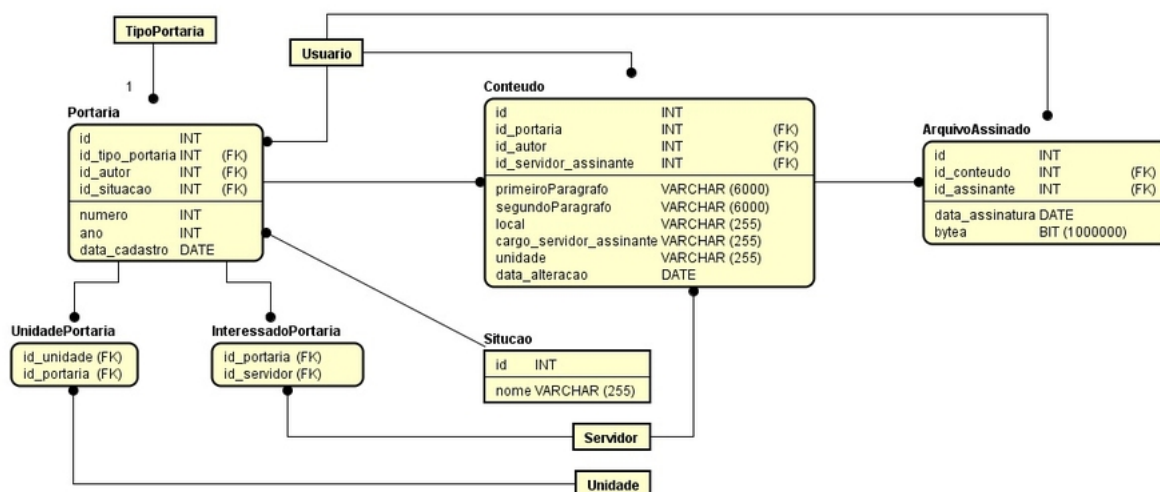 TipoPortaria
1
Usuario
Portaria
id INT
id_tipo_portaria INT (FK)
id_autor INT (FK)
id_situacao INT (FK)
numero INT
ano INT
data_cadastro DATE
Conteudo
id INT
id_portaria INT (FK)
id_autor INT (FK)
id_servidor_assinante INT (FK)
primeiroParagrafo VARCHAR (6000)
segundoParagrafo VARCHAR (6000)
local VARCHAR (255)
cargo_servidor_assinante VARCHAR (255)
unidade VARCHAR (255)
data_alteracao DATE
ArquivoAssinado
id INT
id_conteudo INT (FK)
id_assinante INT (FK)
data_assinatura DATE
bytea BIT (1000000)
UnidadePortaria
id_unidade (FK)
id_portaria (FK)
InteressadoPortaria
id_portaria (FK)
id_servidor (FK)
Situcao
id INT
nome VARCHAR (255)
Servidor
Unidade